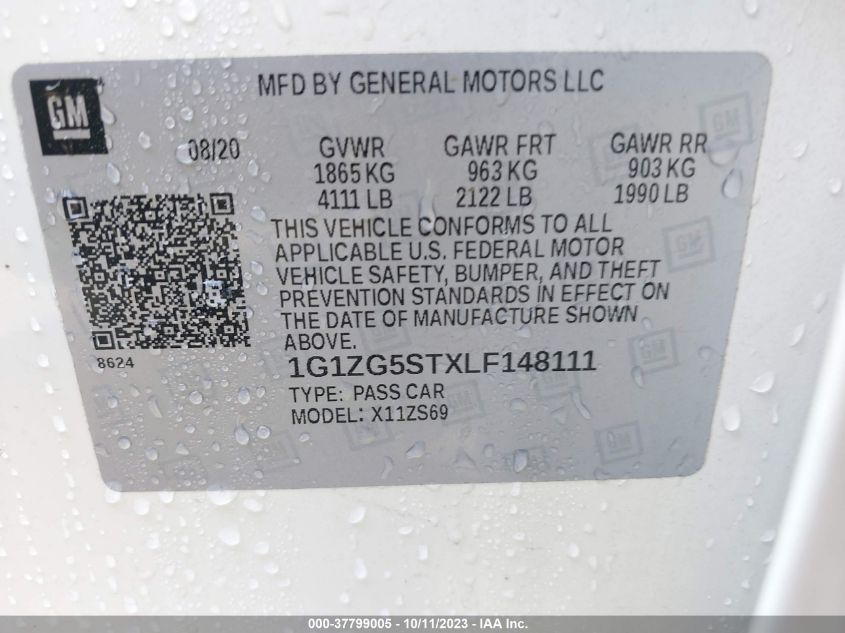 MFD BY GENERAL MOTORS LLC
GM
08/20 GVWR GAWR FRT GAWR RR
1865 KG 963 KG 903 KG
4111 LB 2122 LB 1990 LB
THIS VEHICLE CONFORMS TO ALL
APPLICABLE U.S. FEDERAL MOTOR
VEHICLE SAFETY, BUMPER, AND THEFT
PREVENTION STANDARDS IN EFFECT ON
THE DATE OF MANUFACTURE SHOWN
ABOVE.
8624
1G1ZG5STXLF148111
TYPE: PASS CAR
MODEL: X11ZS69
000-37799005 - 10/11/2023 - IAA Inc.